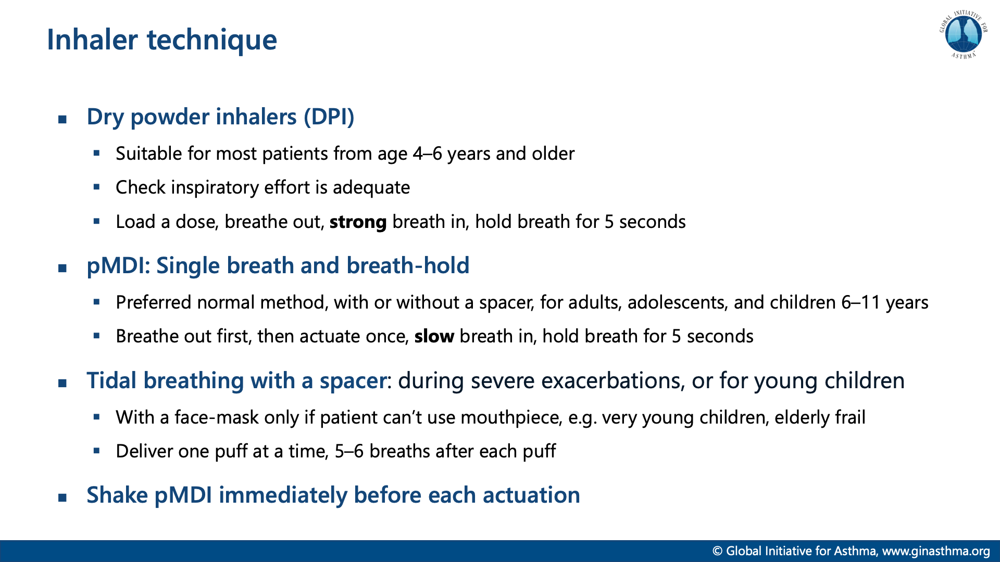 Inhaler technique
GLOBAL INITIATIVE FOR
ASTHMA
▪ Dry powder inhalers (DPI)
▪ Suitable for most patients from age 4–6 years and older
▪ Check inspiratory effort is adequate
▪ Load a dose, breathe out, strong breath in, hold breath for 5 seconds
▪ pMDI: Single breath and breath-hold
▪ Preferred normal method, with or without a spacer, for adults, adolescents, and children 6–11 years
▪ Breathe out first, then actuate once, slow breath in, hold breath for 5 seconds
▪ Tidal breathing with a spacer: during severe exacerbations, or for young children
▪ With a face-mask only if patient can’t use mouthpiece, e.g. very young children, elderly frail
▪ Deliver one puff at a time, 5–6 breaths after each puff
▪ Shake pMDI immediately before each actuation
© Global Initiative for Asthma, www.ginasthma.org